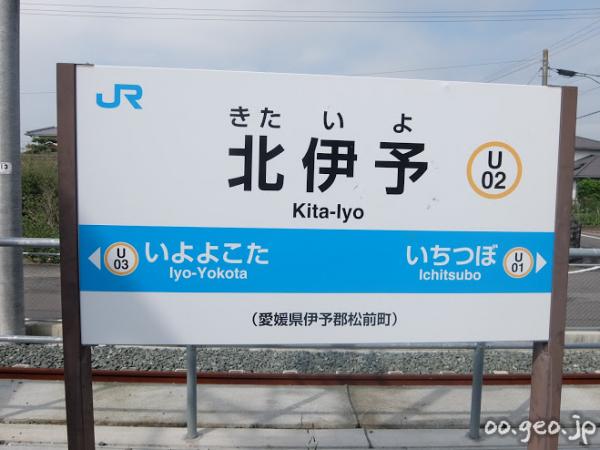 JR
きた い よ
北伊予
Kita-Iyo
U
02
U
03
いよよこた
Iyo-Yokota
いちつぼ
Ichitsubo
U
01
（愛媛県伊予郡松前町）
oo.geo.jp